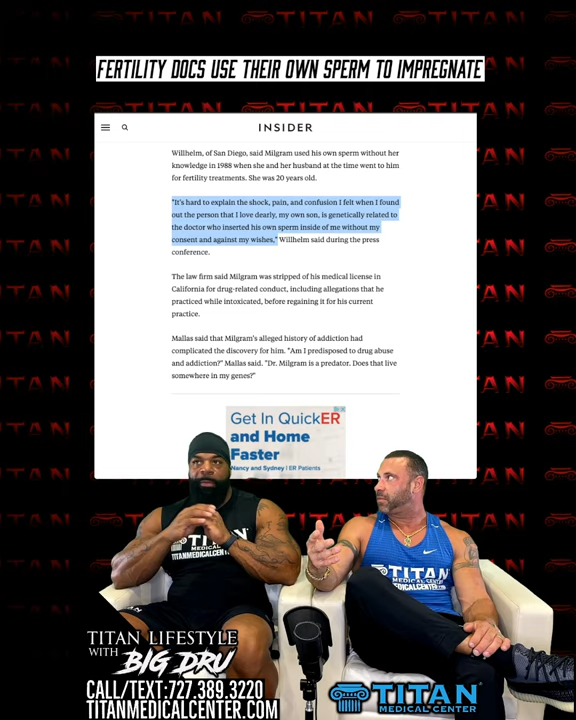 FERTILITY DOCS USE THEIR OWN SPERM TO IMPREGNATE
INSIDER
Willhelm, of San Diego, said Milgram used his own sperm without her
knowledge in 1988 when she and her husband at the time went to him
for fertility treatments. She was 20 years old.
"It's hard to explain the shock, pain, and confusion I felt when I found
out the person that I love dearly, my own son, is genetically related to
the doctor who inserted his own sperm inside of me without my
consent and against my wishes," Willhelm said during the press
conference.
The law firm said Milgram was stripped of his medical license in
California for drug-related conduct, including allegations that he
practiced while intoxicated, before regaining it for his current
practice.
Mallas said that Milgram's alleged history of addiction had
complicated the discovery for him. "Am I predisposed to drug abuse
and addiction?" Mallas said. "Dr. Milgram is a predator. Does that live
somewhere in my genes?"
Get In QuickER
and Home
Faster
Nancy and Sydney | ER Patients
TITAN
MEDICAL
TITANMEDICALCENT
TITAN
MEDICAL CENTER
TITAN LIFESTYLE
WITH BIG DRU
CALL/TEXT:727.389.3220
TITANMEDICALCENTER.COM
TITAN
MEDICAL CENTER